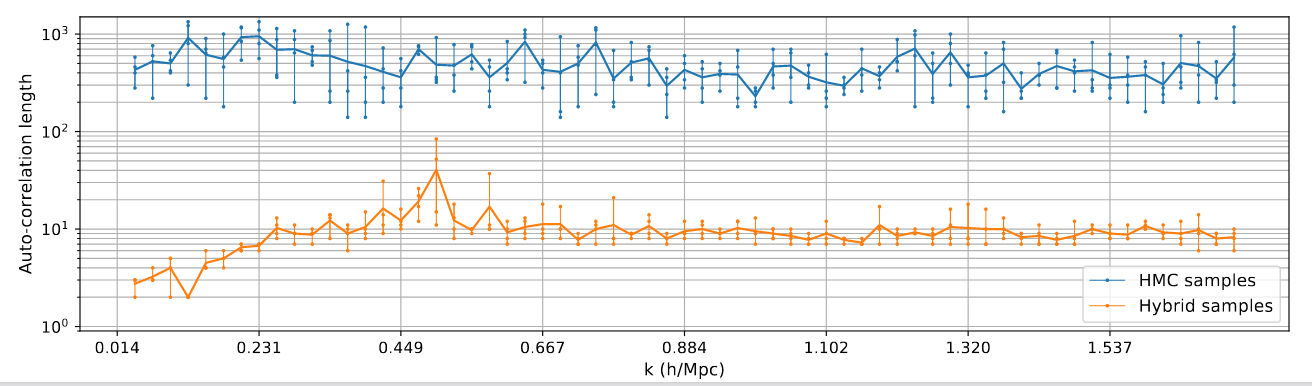 10³
10²
10¹
10⁰
Auto-correlation length
HMC samples
Hybrid samples
0.014 0.231 0.449 0.667 0.884 1.102 1.320 1.537
k (h/Mpc)